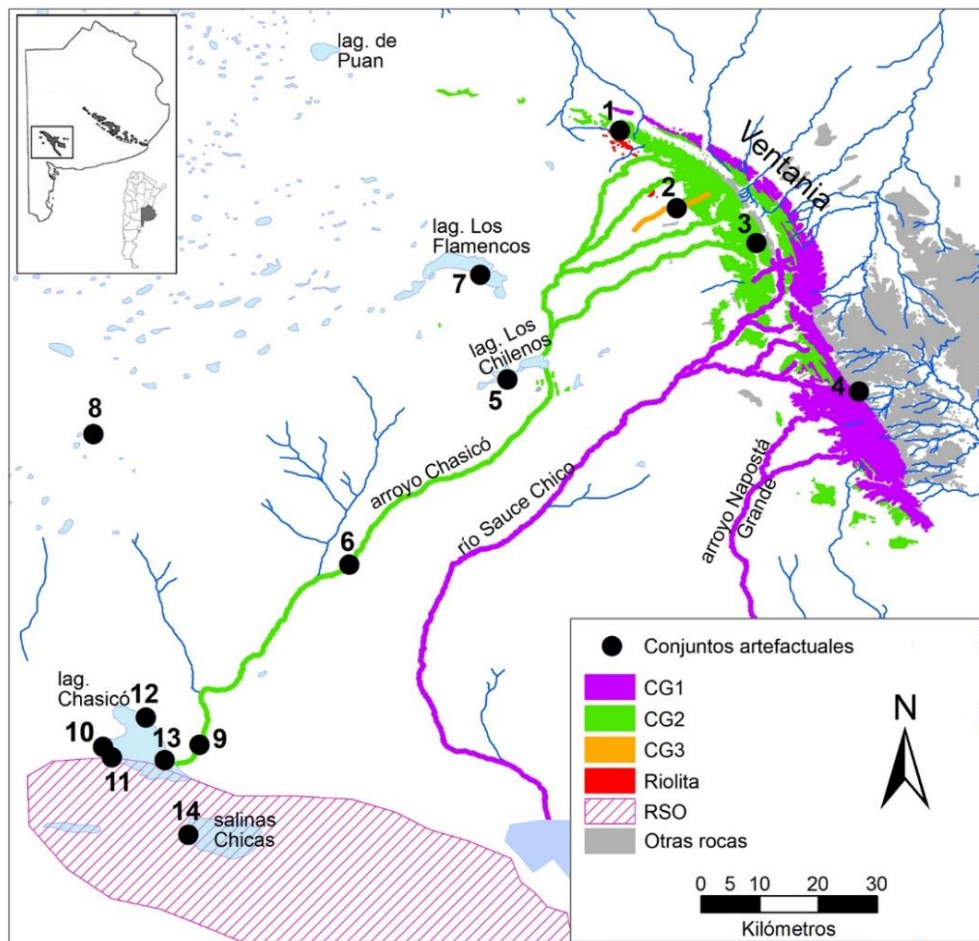 lag. de
Puan
1
Ventania
2
3
lag. Los
Flamencos
7
lag. Los
Chilenos
5
4
8
arroyo Chasicó
río Sauce Chico
arroyo Napostá
Grande
6
lag.
Chasicó
12
10
13
9
11
14
salinas
Chicas
Conjuntos artefactuales
CG1
CG2
CG3
Riolita
RSO
Otras rocas
N
0 5 10 20 30
Kilómetros